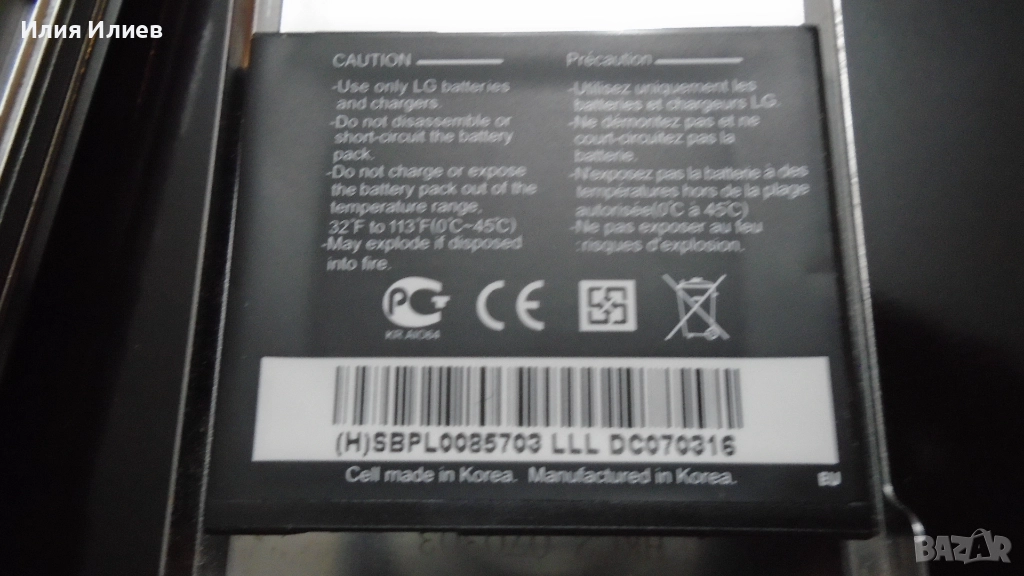 Илия Илиев
CAUTION
-Use only LG batteries
and chargers.
-Do not disassemble or
short-circuit the battery
pack.
-Do not charge or expose
the battery pack out of the
temperature range,
32°F to 113°F(0°C~45°C)
-May explode if disposed
into fire.
Précaution
-Utilisez uniquement les
batteries et chargeurs LG.
-Ne démontez pas et ne
court-circuitez pas la
batterie.
-N'exposez pas la batterie à des
températures hors de la plage
autorisée(0°C à 45°C)
-Ne pas exposer au feu
:risques d'explosion.
PCT
CE
(H)SBPL0085703 LLL DC070316
Cell made in Korea. Manufactured in Korea.
EU
BAZAR